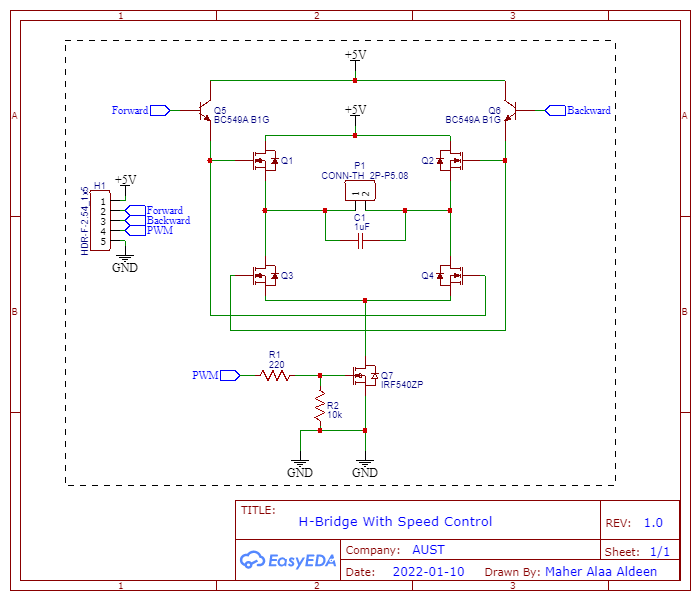 1 2 3
A A
B B
+5V
Forward
Q5
BC549A B1G
Q6
BC549A B1G
Backward
+5V
Q1
Q2
P1
CONN-TH_2P-P5.08
1 2
C1
1uF
H1
HDR-F-2.54_1x5
+5V
1
2 Forward
3 Backward
4 PWM
5
GND
Q3
Q4
PWM
R1
220
Q7
IRF540ZP
R2
10k
GND
GND
TITLE:
H-Bridge With Speed Control
REV: 1.0
EasyEDA
Company: AUST
Sheet: 1/1
Date: 2022-01-10 Drawn By: Maher Alaa Aldeen
1 2 3